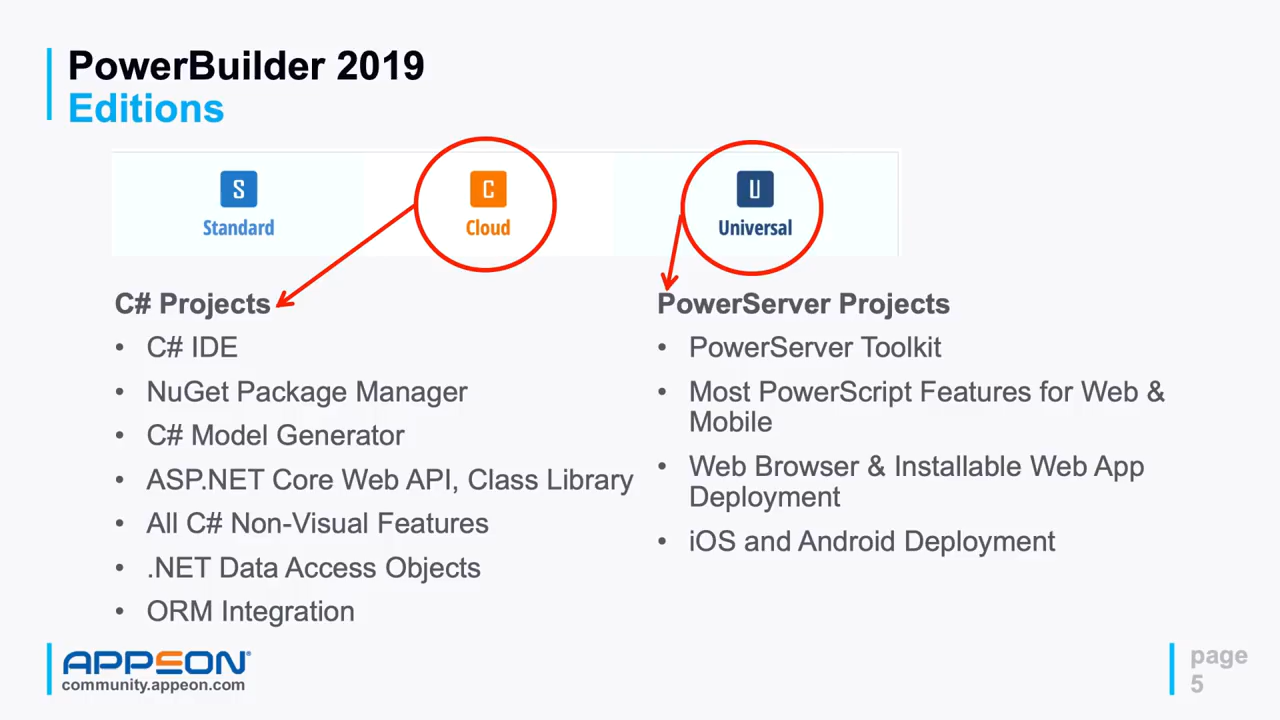 PowerBuilder 2019
Editions
S
C
U
Standard
Cloud
Universal
C# Projects
• C# IDE
• NuGet Package Manager
• C# Model Generator
• ASP.NET Core Web API, Class Library
• All C# Non-Visual Features
• .NET Data Access Objects
• ORM Integration
PowerServer Projects
• PowerServer Toolkit
• Most PowerScript Features for Web &
Mobile
• Web Browser & Installable Web App
Deployment
• iOS and Android Deployment
APPEON®
community.appeon.com
page
5